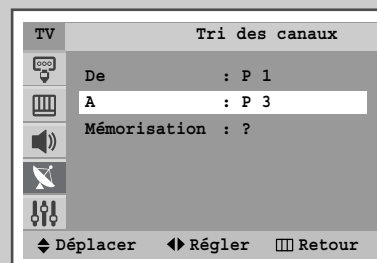 TV Tri des canaux
De : P 1
A : P 3
Mémorisation : ?
Déplacer Régler Retour